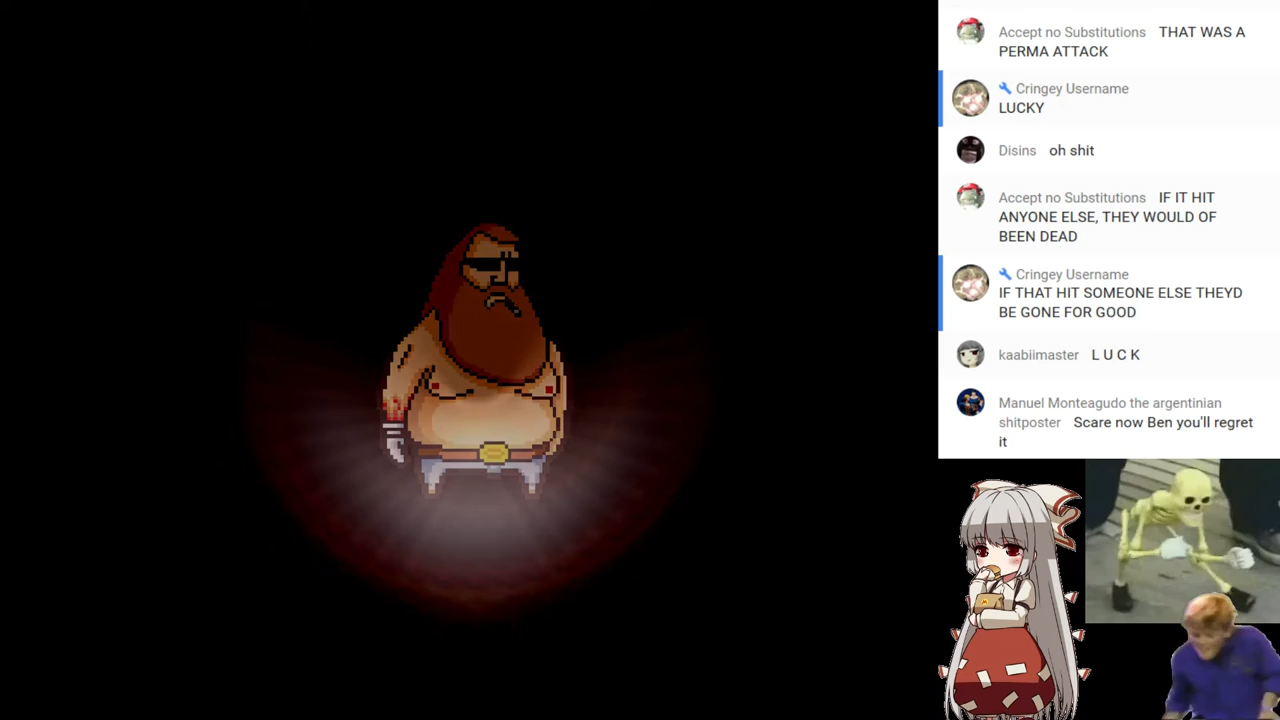 Accept no Substitutions THAT WAS A
PERMA ATTACK
Cringey Username
LUCKY
Disins oh shit
Accept no Substitutions IF IT HIT
ANYONE ELSE, THEY WOULD OF
BEEN DEAD
Cringey Username
IF THAT HIT SOMEONE ELSE THEYD
BE GONE FOR GOOD
kaabiimaster L U C K
Manuel Monteagudo the argentinian
shitposter Scare now Ben you'll regret
it